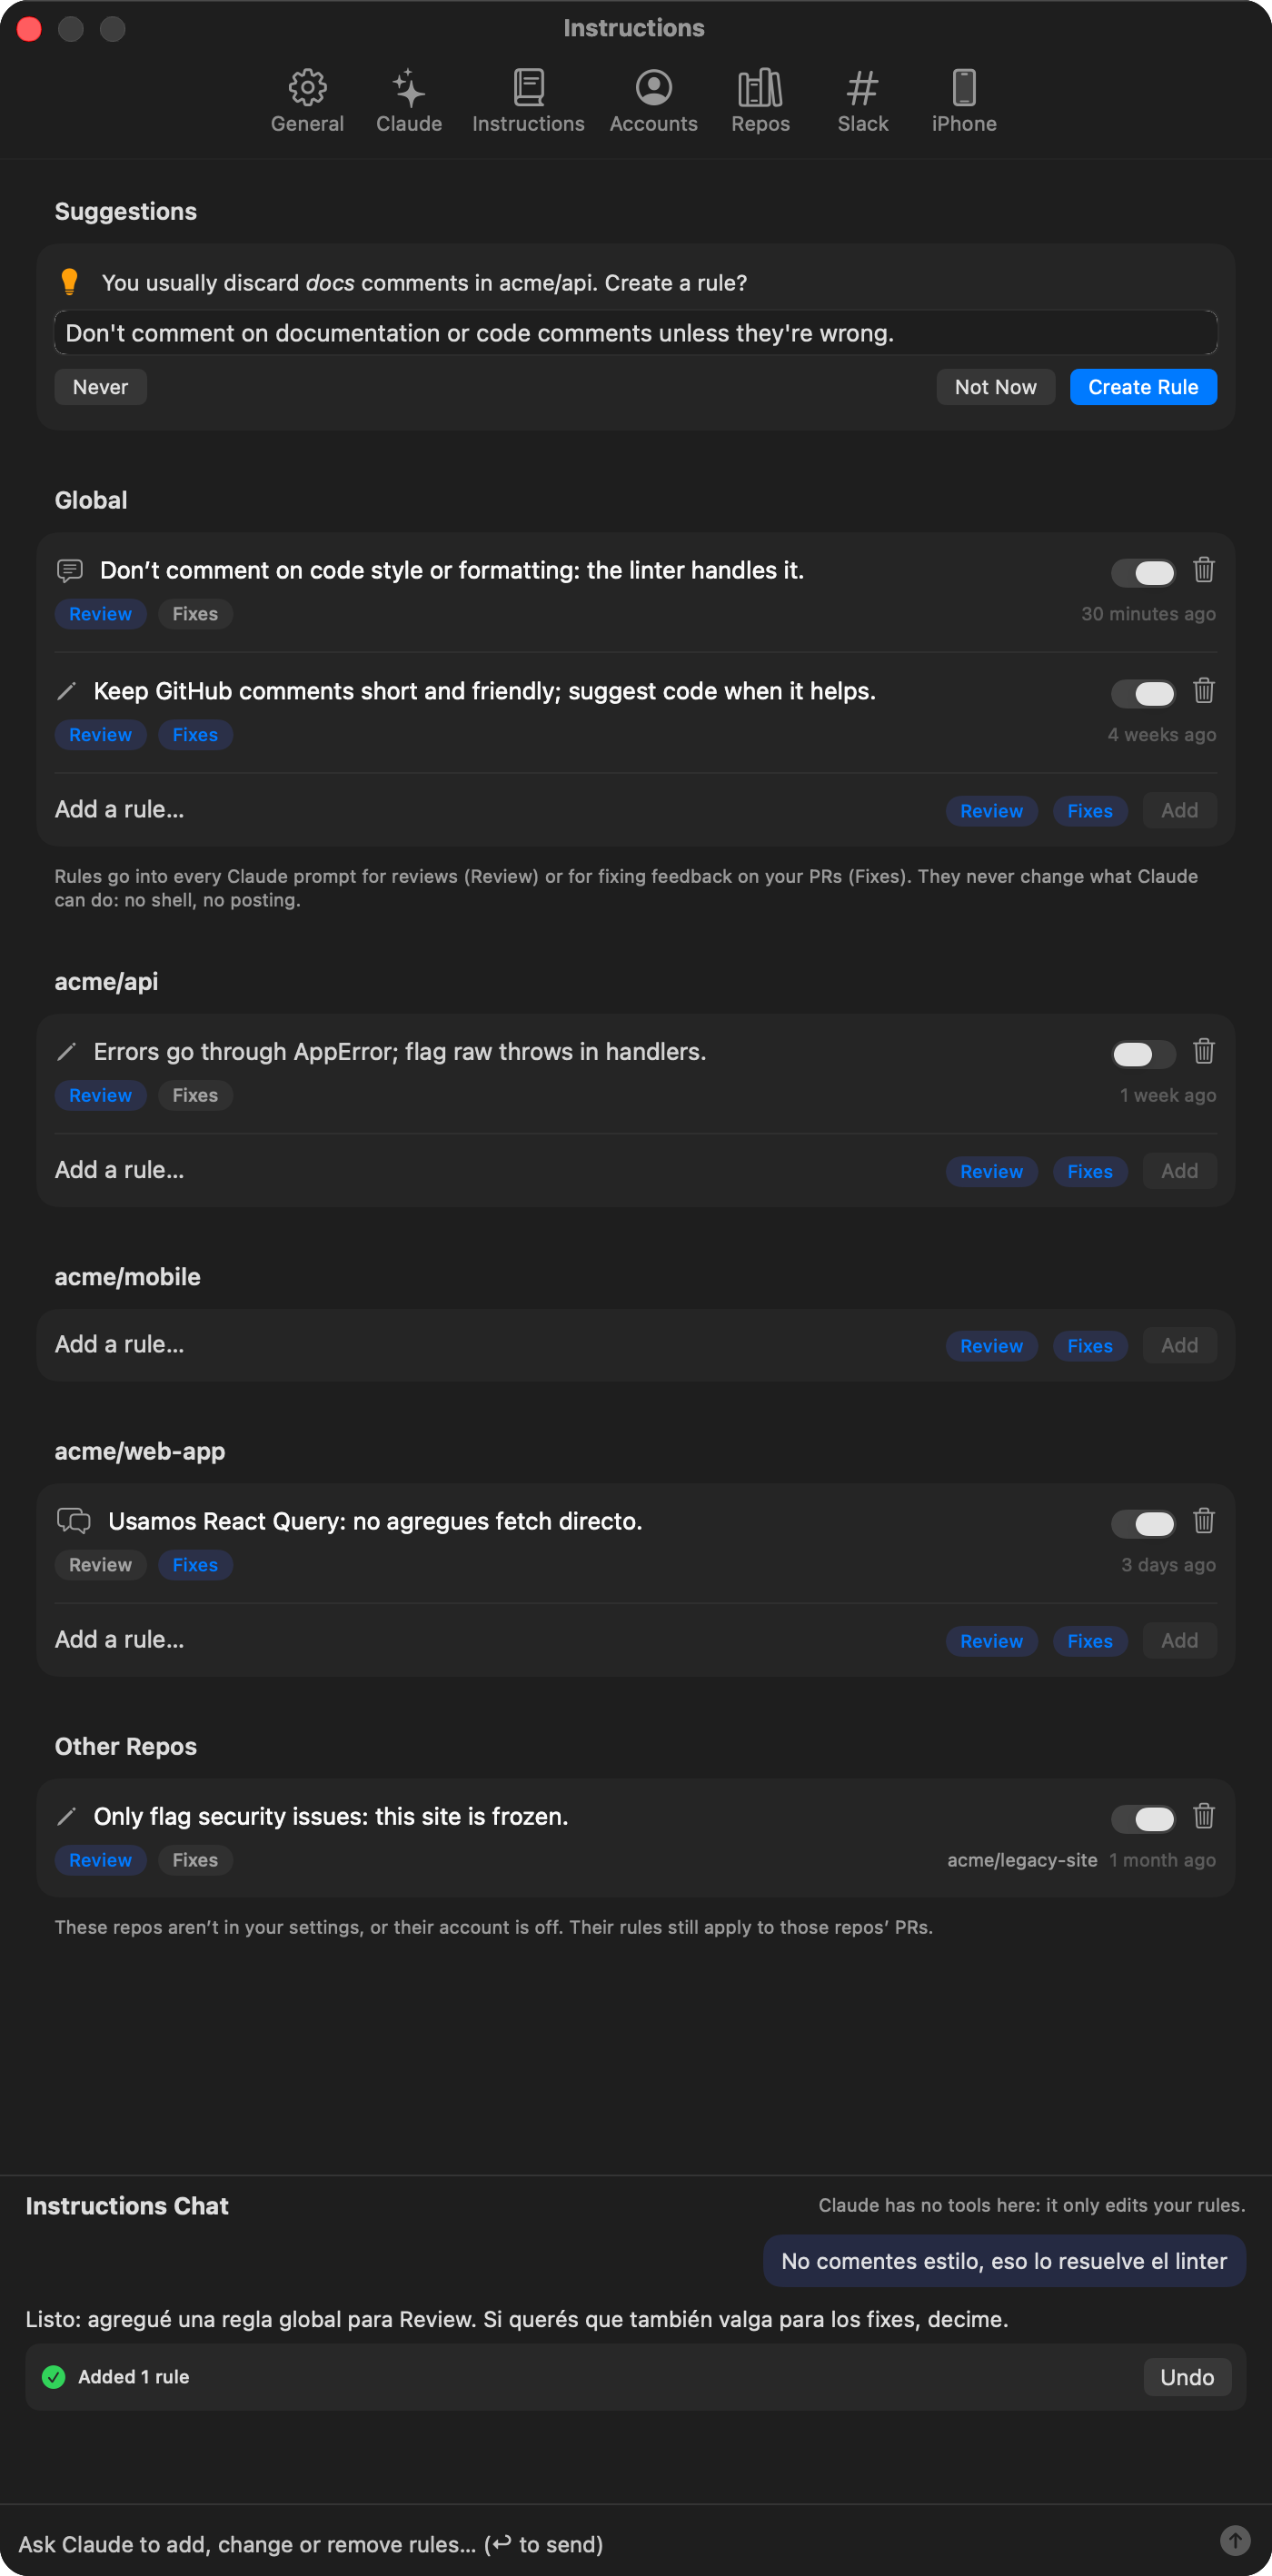 Instructions
General
Claude
Instructions
Accounts
Repos
Slack
iPhone
Suggestions
You usually discard docs comments in acme/api. Create a rule?
Don't comment on documentation or code comments unless they're wrong.
Never
Not Now
Create Rule
Global
Don’t comment on code style or formatting: the linter handles it.
Review
Fixes
30 minutes ago
Keep GitHub comments short and friendly; suggest code when it helps.
Review
Fixes
4 weeks ago
Add a rule...
Review
Fixes
Add
Rules go into every Claude prompt for reviews (Review) or for fixing feedback on your PRs (Fixes). They never change what Claude
can do: no shell, no posting.
acme/api
Errors go through AppError; flag raw throws in handlers.
Review
Fixes
1 week ago
Add a rule...
Review
Fixes
Add
acme/mobile
Add a rule...
Review
Fixes
Add
acme/web-app
Usamos React Query: no agregues fetch directo.
Review
Fixes
3 days ago
Add a rule...
Review
Fixes
Add
Other Repos
Only flag security issues: this site is frozen.
Review
Fixes
acme/legacy-site 1 month ago
These repos aren’t in your settings, or their account is off. Their rules still apply to those repos’ PRs.
Instructions Chat
Claude has no tools here: it only edits your rules.
No comentes estilo, eso lo resuelve el linter
Listo: agregué una regla global para Review. Si querés que también valga para los fixes, decime.
Added 1 rule
Undo
Ask Claude to add, change or remove rules... (↩ to send)